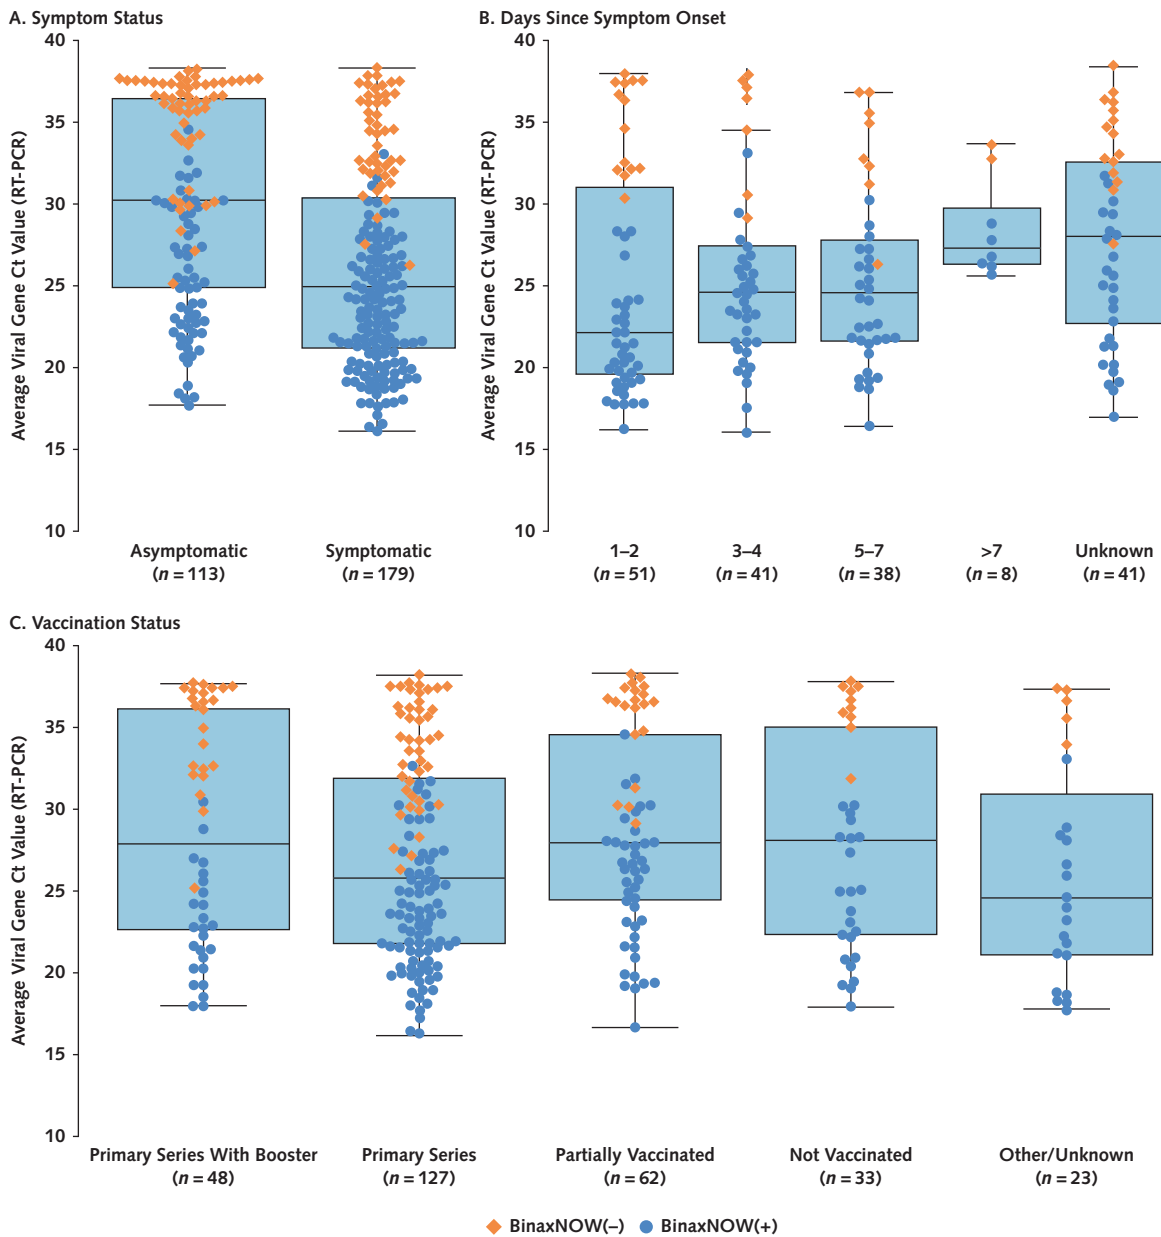 A. Symptom Status
40
35
30
25
20
15
10
Average Viral Gene Ct Value (RT-PCR)
Asymptomatic
(n = 113)
Symptomatic
(n = 179)
B. Days Since Symptom Onset
40
35
30
25
20
15
10
Average Viral Gene Ct Value (RT-PCR)
1–2
(n = 51)
3–4
(n = 41)
5–7
(n = 38)
>7
(n = 8)
Unknown
(n = 41)
C. Vaccination Status
40
35
30
25
20
15
10
Average Viral Gene Ct Value (RT-PCR)
Primary Series With Booster
(n = 48)
Primary Series
(n = 127)
Partially Vaccinated
(n = 62)
Not Vaccinated
(n = 33)
Other/Unknown
(n = 23)
BinaxNOW(–) BinaxNOW(+)